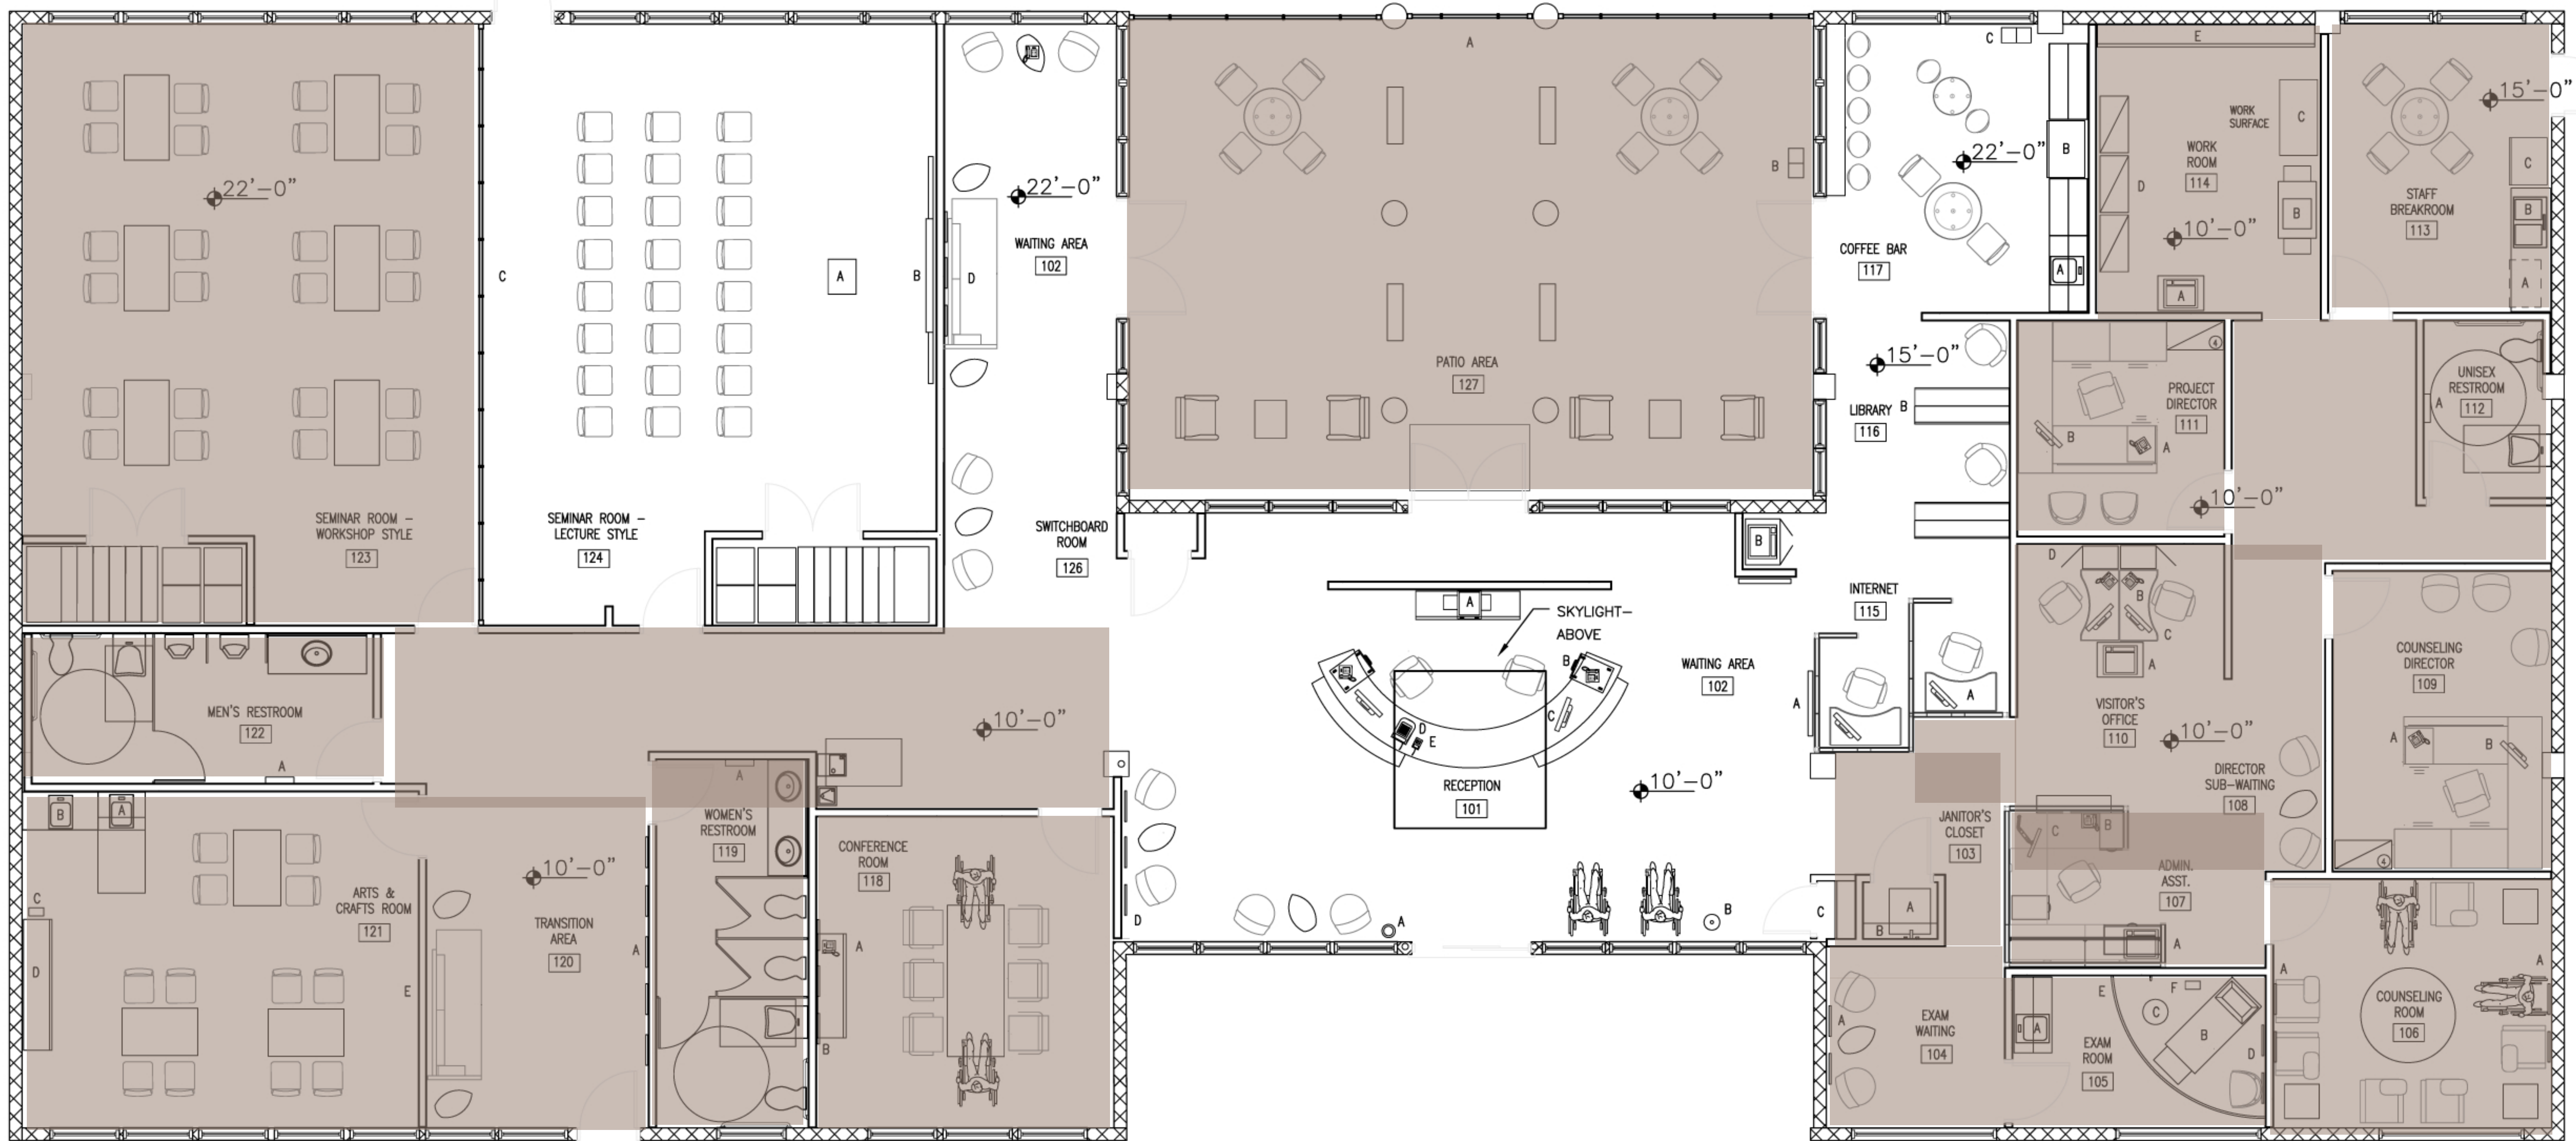 22'-0"
SEMINAR ROOM -
WORKSHOP STYLE
123
C
SEMINAR ROOM -
LECTURE STYLE
124
A
B
D
22'-0"
WAITING AREA
102
SWITCHBOARD
ROOM
126
A
B
PATIO AREA
127
C
22'-0"
B
A
COFFEE BAR
117
15'-0"
LIBRARY B
116
INTERNET
115
A
A
E
WORK
SURFACE
C
WORK
ROOM
114
D
B
10'-0"
A
15'-0"
C
STAFF
BREAKROOM
113
B
A
4
PROJECT
DIRECTOR
111
B
A
10'-0"
UNISEX
RESTROOM
112
A
MEN'S RESTROOM
122
A
10'-0"
B
A
C
ARTS &
CRAFTS ROOM
121
D
E
10'-0"
TRANSITION
AREA
120
A
A
WOMEN'S
RESTROOM
119
CONFERENCE
ROOM
118
A
B
B
A
SKYLIGHT-
ABOVE
B
C
D
E
RECEPTION
101
WAITING AREA
102
A
10'-0"
D
A
B
C
JANITOR'S
CLOSET
103
A
B
D
B
C
A
VISITOR'S
OFFICE
110
10'-0"
DIRECTOR
SUB-WAITING
108
COUNSELING
DIRECTOR
109
A
B
4
C
B
ADMIN.
ASST.
107
A
A
EXAM
WAITING
104
A
E
F
C
B
D
EXAM
ROOM
105
A
A
COUNSELING
ROOM
106